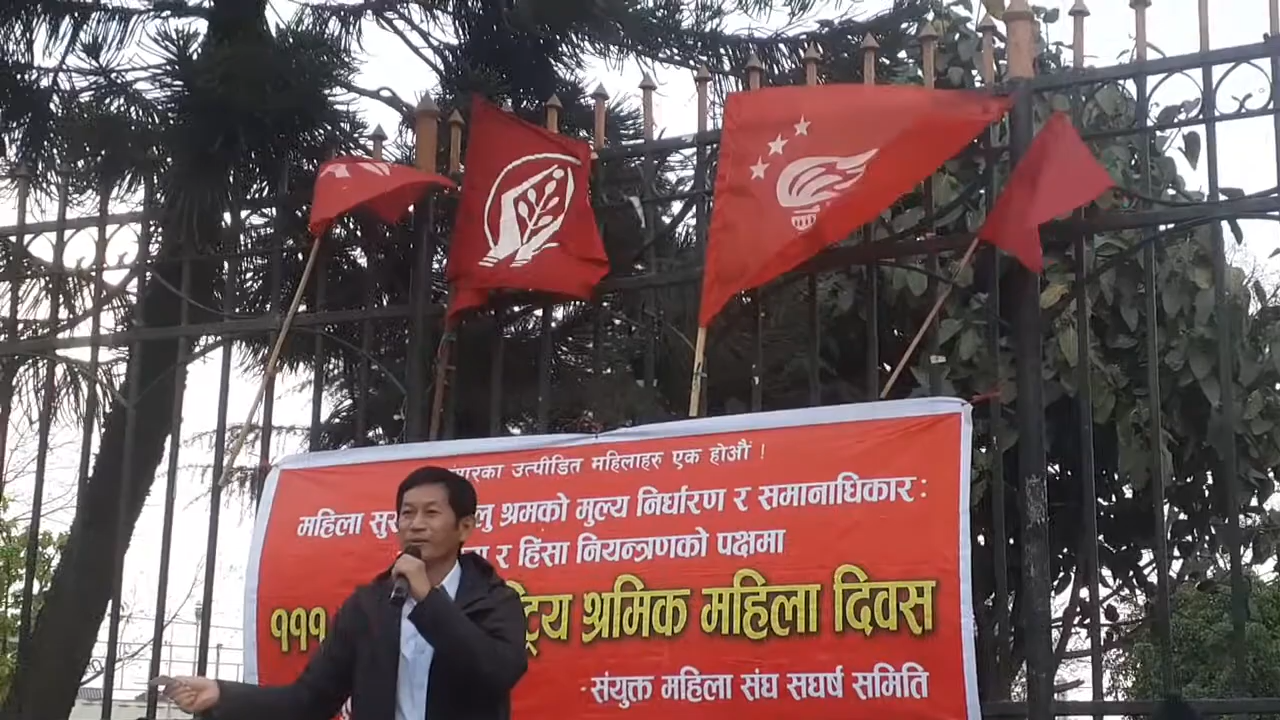 उत्पीडित महिलाहरु एक होऔं !
महिला श्रमको मुल्य निर्धारण र समानाधिकार :
र हिंसा नियन्त्रणको पक्षमा
१११ श्रमिक महिला दिवस
-संयुक्त महिला संघ सघर्ष समिति